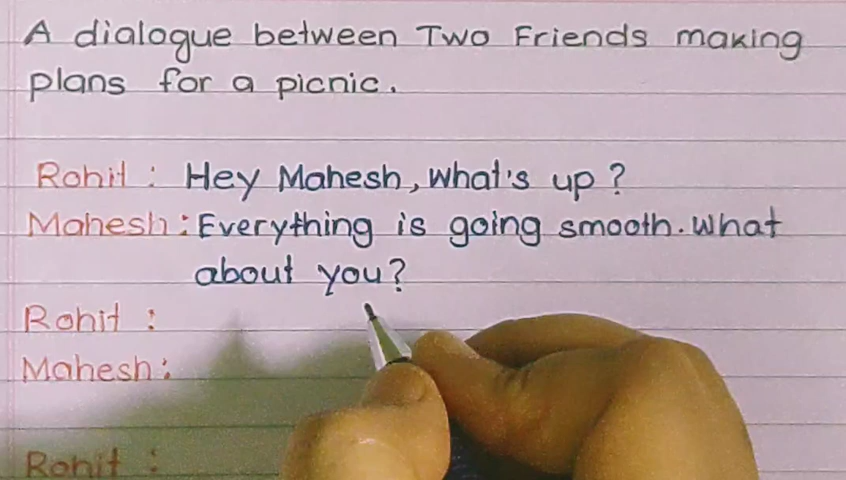 A dialogue between Two Friends making
plans for a picnic.
Rohit : Hey Mahesh, what's up ?
Mahesh : Everything is going smooth. What
about you?
Rohit :
Mahesh :
Rohit :